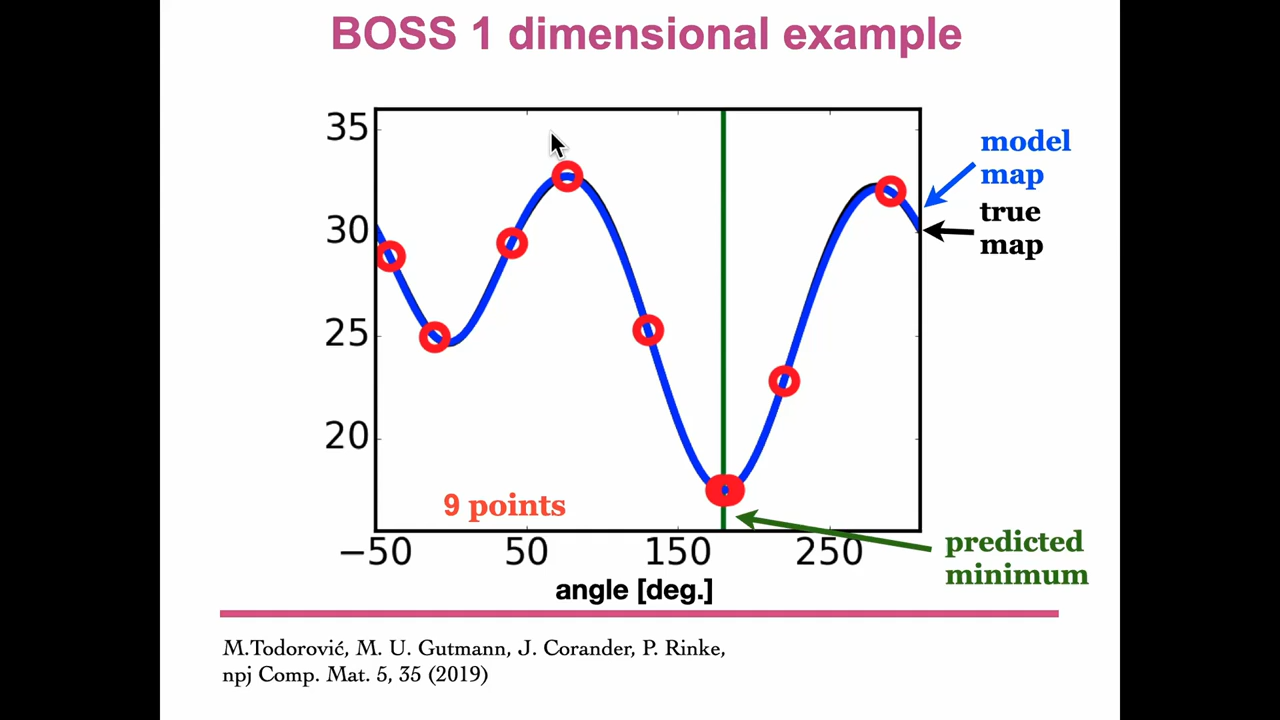 BOSS 1 dimensional example
35
30
25
20
−50
50
150
250
angle [deg.]
9 points
model
map
true
map
predicted
minimum
M.Todorović, M. U. Gutmann, J. Corander, P. Rinke,
npj Comp. Mat. 5, 35 (2019)